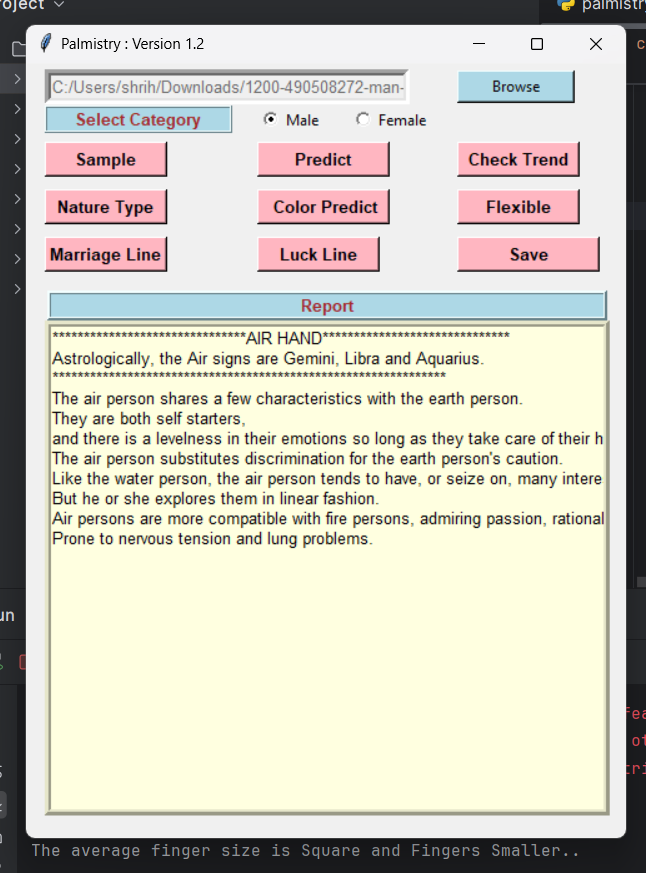 roject
palmistry
Palmistry : Version 1.2
C:/Users/shrih/Downloads/1200-490508272-man-
Browse
Select Category
Male
Female
Sample
Predict
Check Trend
Nature Type
Color Predict
Flexible
Marriage Line
Luck Line
Save
Report
******************************AIR HAND******************************
Astrologically, the Air signs are Gemini, Libra and Aquarius.
***************************************************************
The air person shares a few characteristics with the earth person.
They are both self starters,
and there is a levelness in their emotions so long as they take care of their h
The air person substitutes discrimination for the earth person's caution.
Like the water person, the air person tends to have, or seize on, many intere
But he or she explores them in linear fashion.
Air persons are more compatible with fire persons, admiring passion, rational
Prone to nervous tension and lung problems.
un
fea
ot
tri
The average finger size is Square and Fingers Smaller..